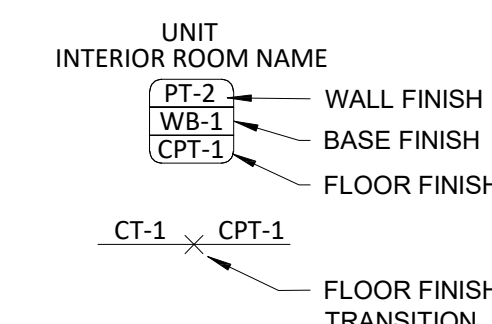 UNIT
INTERIOR ROOM NAME
PT-2
WALL FINISH
WB-1
BASE FINISH
CPT-1
FLOOR FINISH
CT-1 CPT-1
FLOOR FINISH
TRANSITION